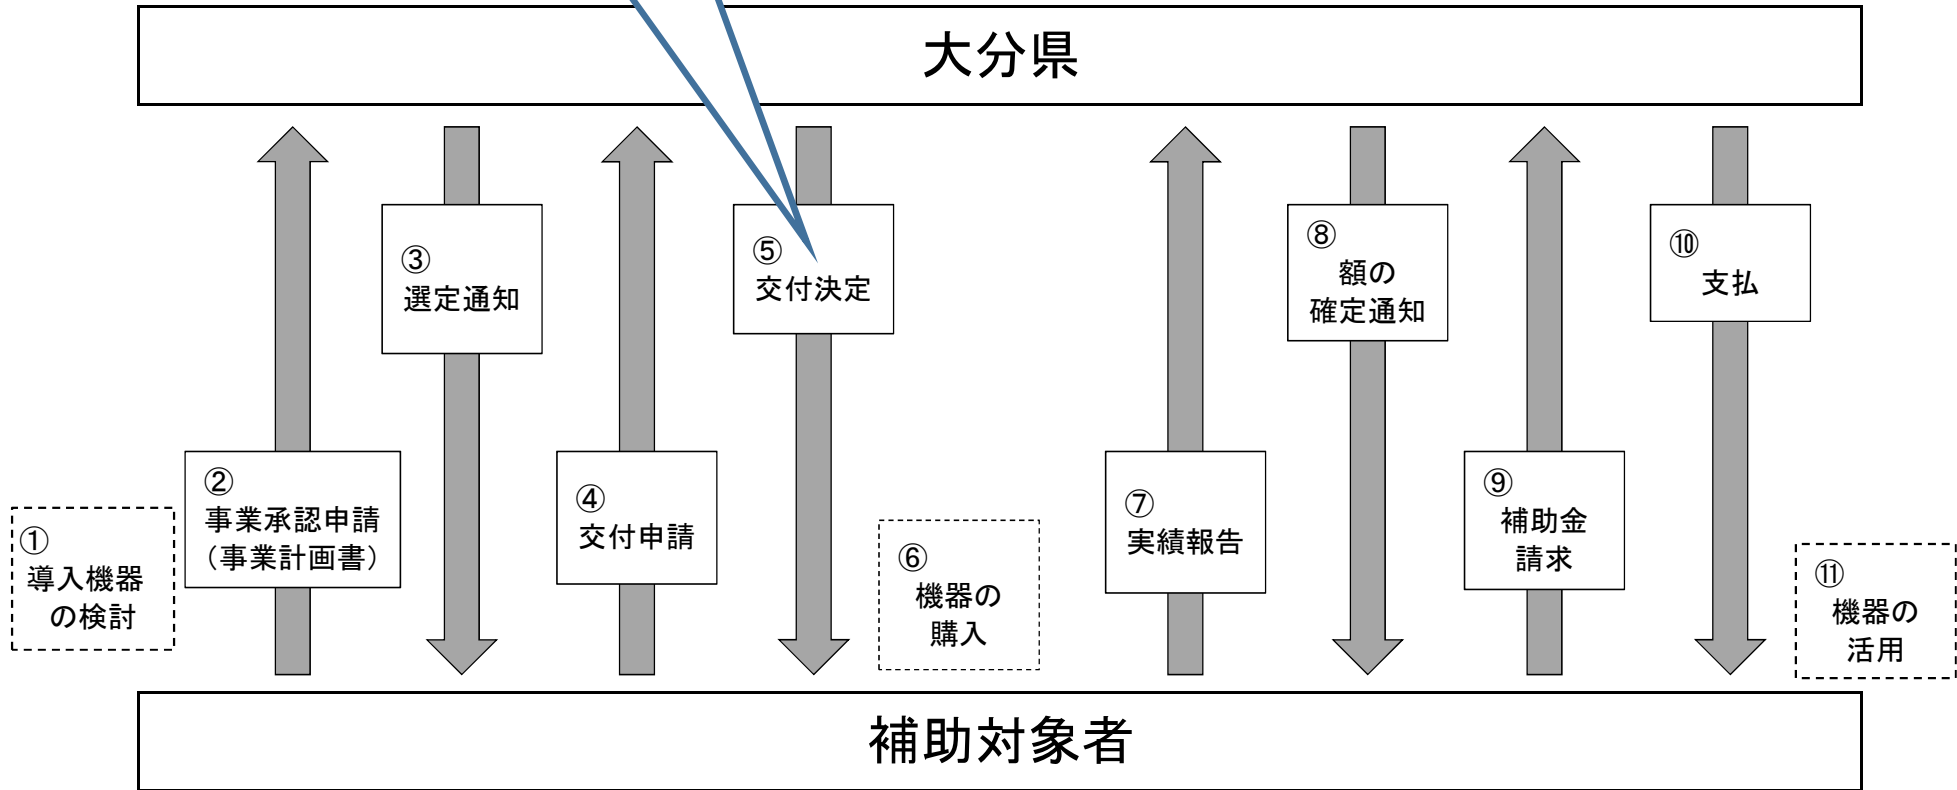 大分県
①
導入機器
の検討
②
事業承認申請
（事業計画書）
③
選定通知
④
交付申請
⑤
交付決定
⑥
機器の
購入
⑦
実績報告
⑧
額の
確定通知
⑨
補助金
請求
⑩
支払
⑪
機器の
活用
補助対象者